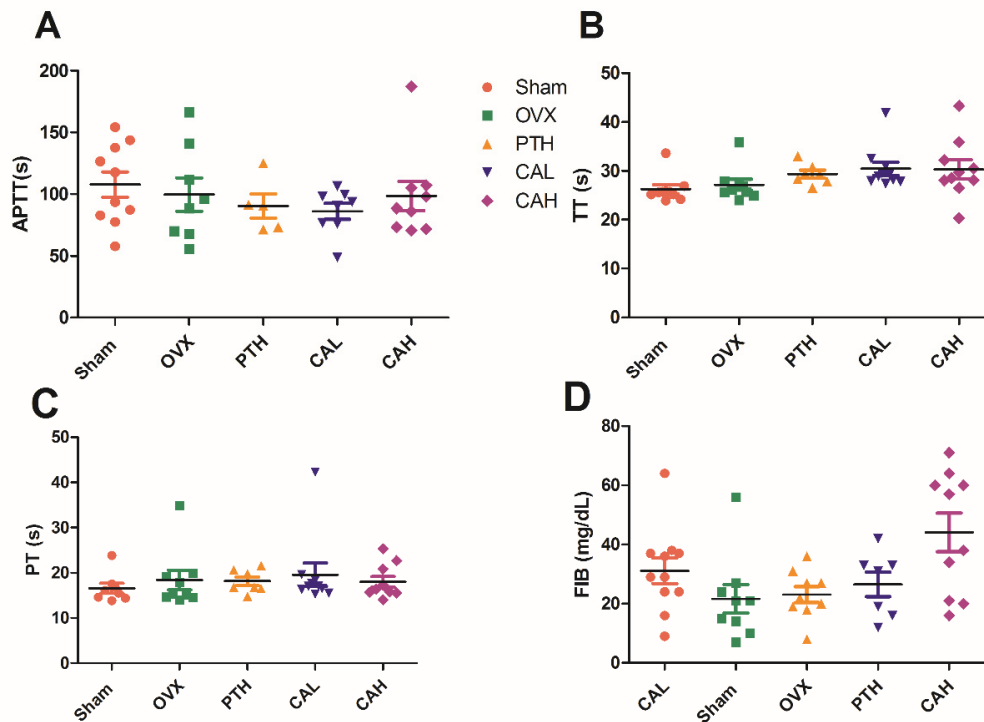 A
APTT(s)
200
150
100
50
0
Sham
OVX
PTH
CAL
CAH
Sham
OVX
PTH
CAL
CAH
B
TT (s)
50
40
30
20
10
0
Sham
OVX
PTH
CAL
CAH
C
PT (s)
50
40
30
20
10
0
Sham
OVX
PTH
CAL
CAH
D
FIB (mg/dL)
80
60
40
20
0
CAL
Sham
OVX
PTH
CAH